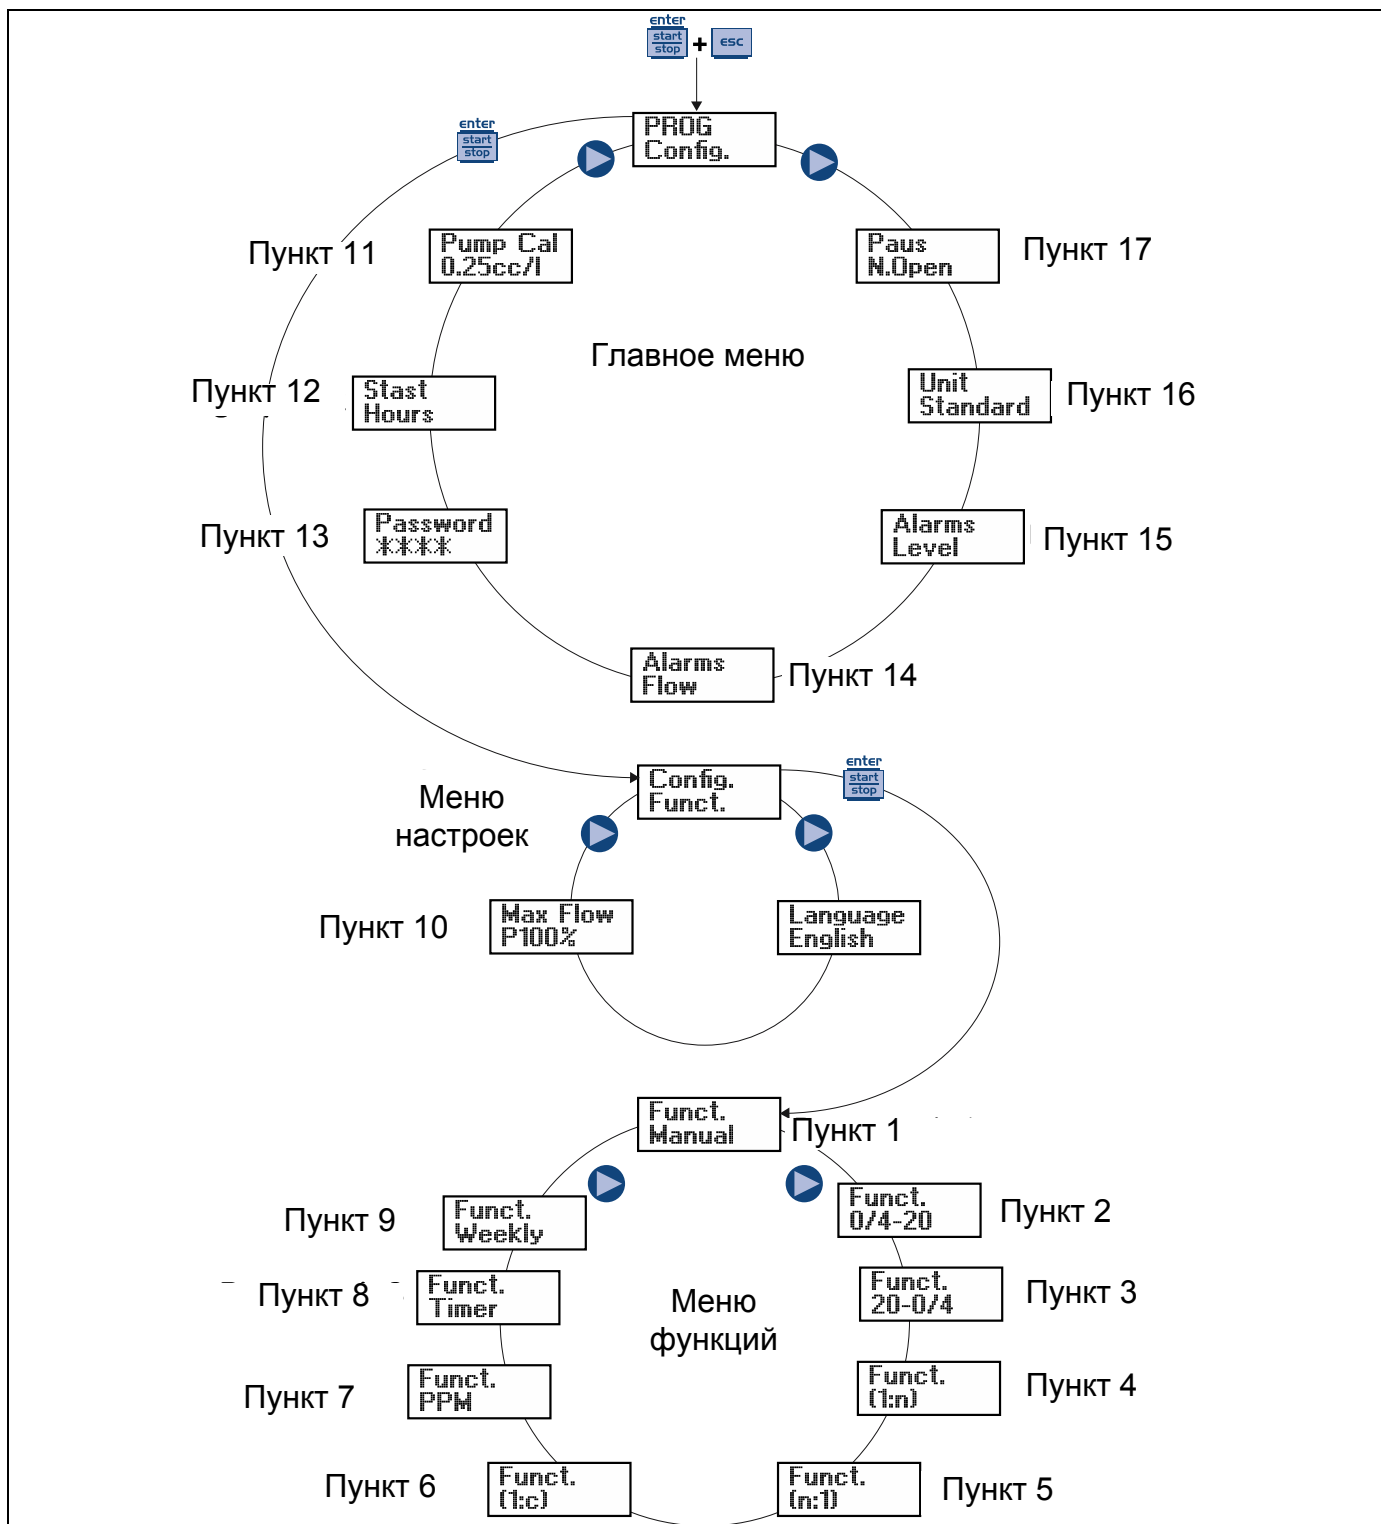 enter
start
stop
+
esc
PROG
Config.
enter
start
stop
Пункт 11
Pump Cal
0.25cc/l
Paus
N.Open
Пункт 17
Главное меню
Пункт 12
Stast
Hours
Unit
Standard
Пункт 16
Пункт 13
Password
****
Alarms
Level
Пункт 15
Alarms
Flow
Пункт 14
Меню
настроек
Config.
Funct.
enter
start
stop
Пункт 10
Max Flow
P100%
Language
English
Funct.
Manual
Пункт 1
Пункт 9
Funct.
Weekly
Funct.
0/4-20
Пункт 2
Пункт 8
Funct.
Timer
Меню
функций
Funct.
20-0/4
Пункт 3
Пункт 7
Funct.
PPM
Funct.
(1:n)
Пункт 4
Пункт 6
Funct.
(1:c)
Funct.
(n:1)
Пункт 5